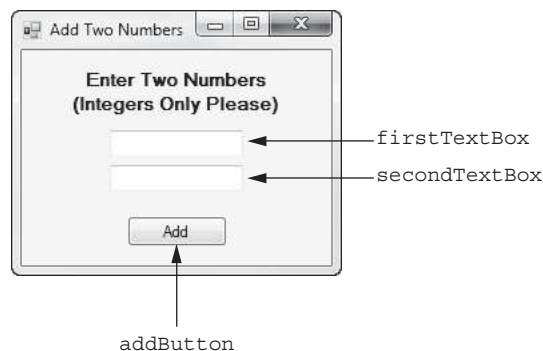 Add Two Numbers
Enter Two Numbers
(Integers Only Please)
firstTextBox
secondTextBox
Add
addButton